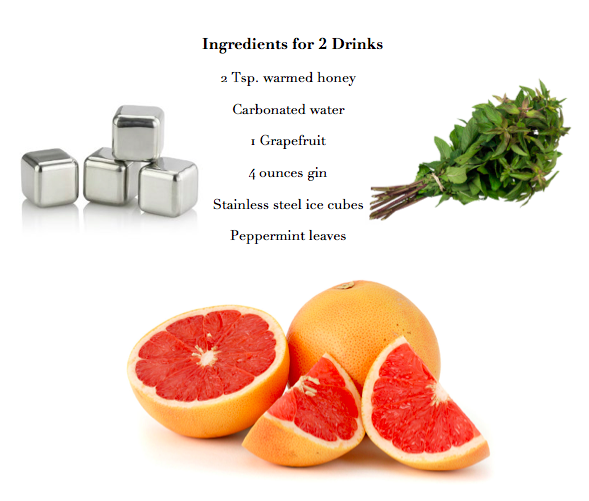 Ingredients for 2 Drinks
2 Tsp. warmed honey
Carbonated water
1 Grapefruit
4 ounces gin
Stainless steel ice cubes
Peppermint leaves